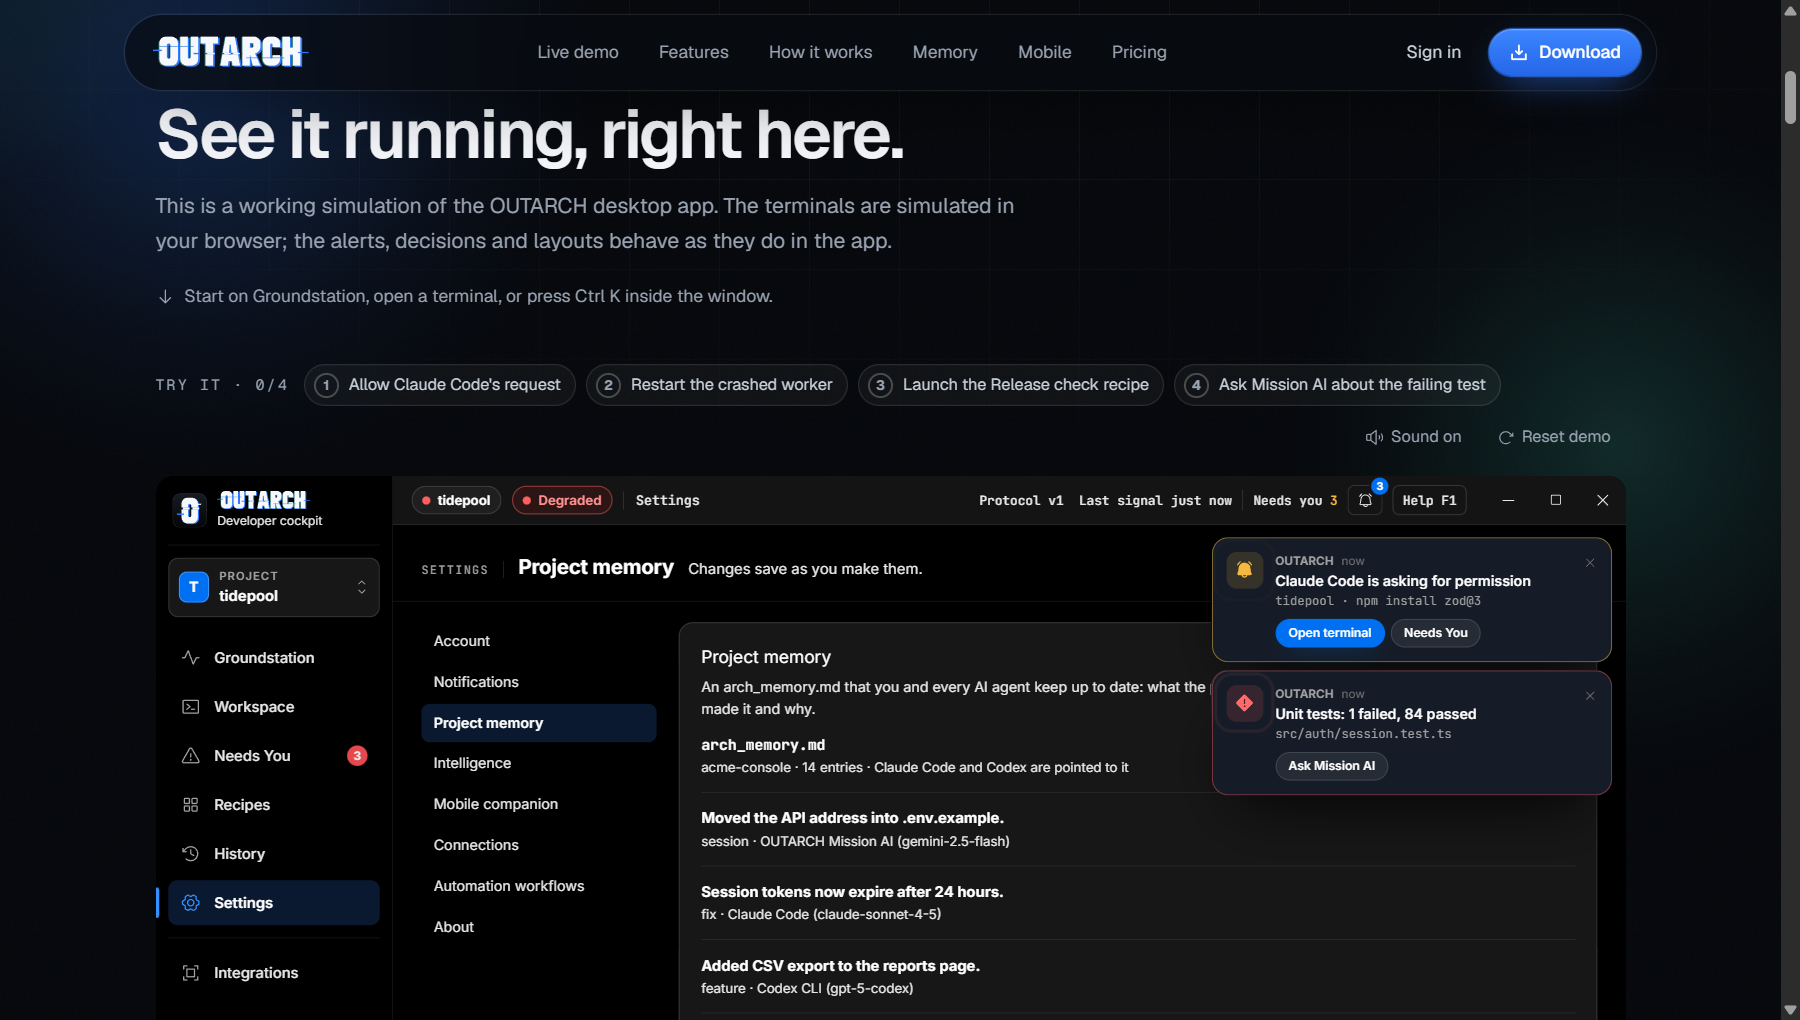 OUTARCH
Live demo
Features
How it works
Memory
Mobile
Pricing
Sign in
Download
See it running, right here.
This is a working simulation of the OUTARCH desktop app. The terminals are simulated in
your browser; the alerts, decisions and layouts behave as they do in the app.
Start on Groundstation, open a terminal, or press Ctrl K inside the window.
TRY IT · 0/4
1 Allow Claude Code's request
2 Restart the crashed worker
3 Launch the Release check recipe
4 Ask Mission AI about the failing test
Sound on
Reset demo
OUTARCH
Developer cockpit
tidepool
Degraded
Settings
Protocol v1
Last signal just now
Needs you 3
3
Help F1
PROJECT
T
tidepool
Groundstation
Workspace
Needs You
3
Recipes
History
Settings
Integrations
SETTINGS
Project memory
Changes save as you make them.
Account
Notifications
Project memory
Intelligence
Mobile companion
Connections
Automation workflows
About
Project memory
An arch_memory.md that you and every AI agent keep up to date: what the
made it and why.
arch_memory.md
acme-console · 14 entries · Claude Code and Codex are pointed to it
Moved the API address into .env.example.
session · OUTARCH Mission AI (gemini-2.5-flash)
Session tokens now expire after 24 hours.
fix · Claude Code (claude-sonnet-4-5)
Added CSV export to the reports page.
feature · Codex CLI (gpt-5-codex)
OUTARCH now
Claude Code is asking for permission
tidepool · npm install zod@3
Open terminal
Needs You
OUTARCH now
Unit tests: 1 failed, 84 passed
src/auth/session.test.ts
Ask Mission AI